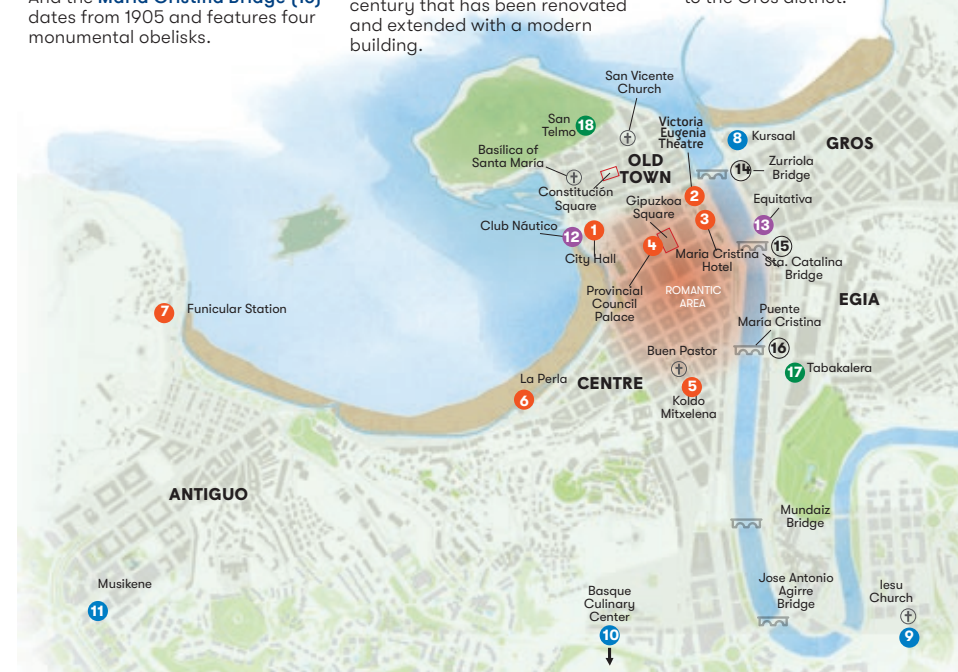 And the María Cristina Bridge (16)
dates from 1905 and features four
monumental obelisks.
century that has been renovated
and extended with a modern
building.
to the Gros district.
San Vicente
Church
San
Telmo
18
Victoria
Eugenia
Theatre
8
Kursaal
GROS
Basílica of
Santa María
OLD
TOWN
14
Zurriola
Bridge
Constitución
Square
Gipuzkoa
Square
2
Equitativa
3
13
Club Náutico
12
1
4
15
City Hall
Maria Cristina
Hotel
Sta. Catalina
Bridge
Provincial
Council
Palace
ROMANTIC
AREA
EGIA
7
Funicular Station
Puente
María Cristina
16
Buen Pastor
17
Tabakalera
La Perla
CENTRE
6
5
Koldo
Mitxelena
ANTIGUO
Mundaiz
Bridge
Musikene
11
Basque
Culinary
Center
10
Jose Antonio
Agirre
Bridge
Iesu
Church
9